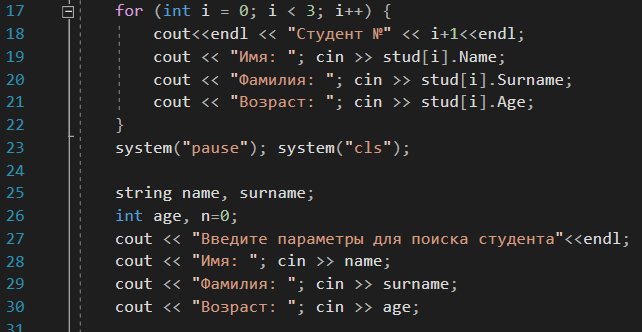 17 for (int i = 0; i < 3; i++) {
18 cout<<endl << "Студент №" << i+1<<endl;
19 cout << "Имя: "; cin >> stud[i].Name;
20 cout << "Фамилия: "; cin >> stud[i].Surname;
21 cout << "Возраст: "; cin >> stud[i].Age;
22 }
23 system("pause"); system("cls");
24
25 string name, surname;
26 int age, n=0;
27 cout << "Введите параметры для поиска студента"<<endl;
28 cout << "Имя: "; cin >> name;
29 cout << "Фамилия: "; cin >> surname;
30 cout << "Возраст: "; cin >> age;
31